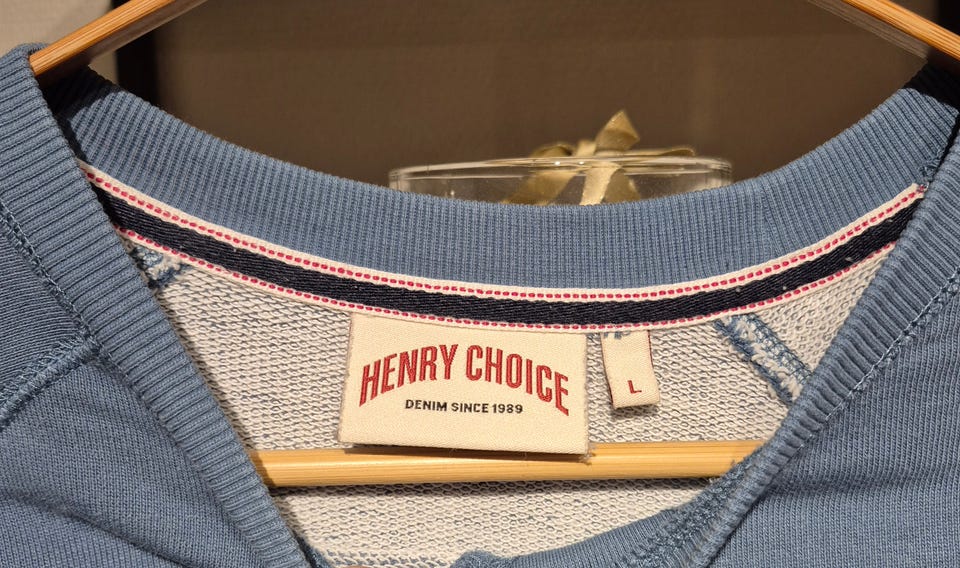 HENRY CHOICE
DENIM SINCE 1989
L